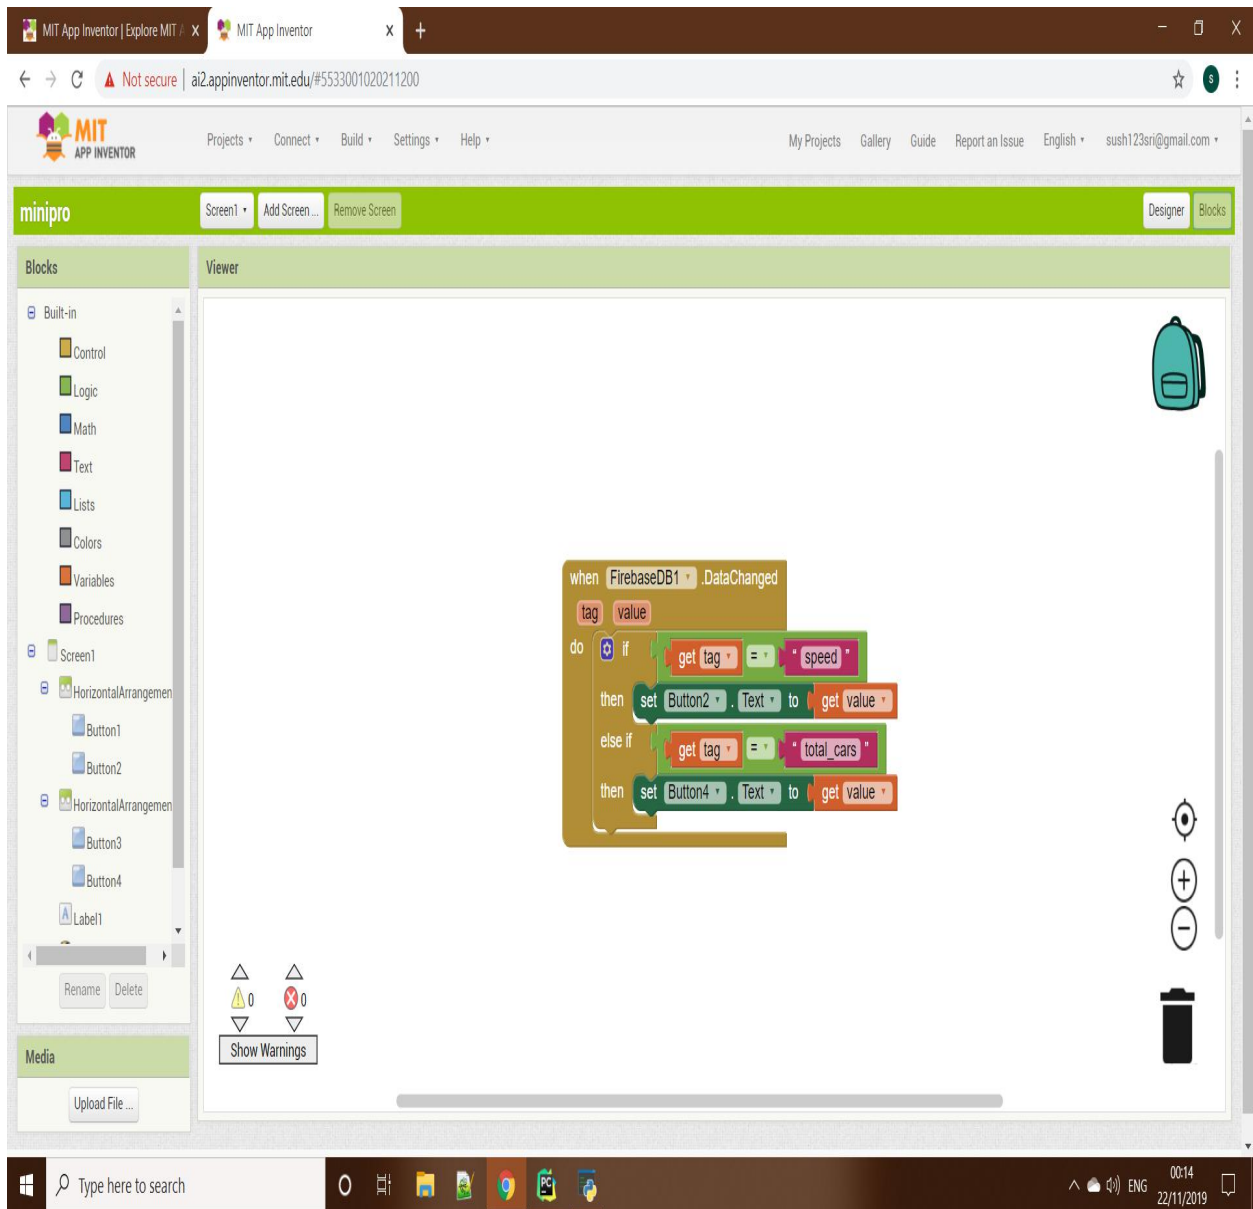 MIT App Inventor | Explore MIT A
MIT App Inventor
Not secure | ai2.appinventor.mit.edu/#5533001020211200
S
MIT
APP INVENTOR
Projects Connect Build Settings Help My Projects Gallery Guide Report an Issue English sush123sri@gmail.com
minipro Screen1 Add Screen ... Remove Screen Designer Blocks
Blocks Viewer
Built-in
Control
Logic
Math
Text
Lists
Colors
Variables
Procedures
Screen1
HorizontalArrangemen
Button1
Button2
HorizontalArrangemen
Button3
Button4
Label1
Rename Delete
Media
Upload File ...
when FirebaseDB1 .DataChanged
tag value
do if get tag = " speed "
then set Button2 . Text to get value
else if get tag = " total_cars "
then set Button4 . Text to get value
0 0
Show Warnings
Type here to search
PC
ENG
00:14
22/11/2019